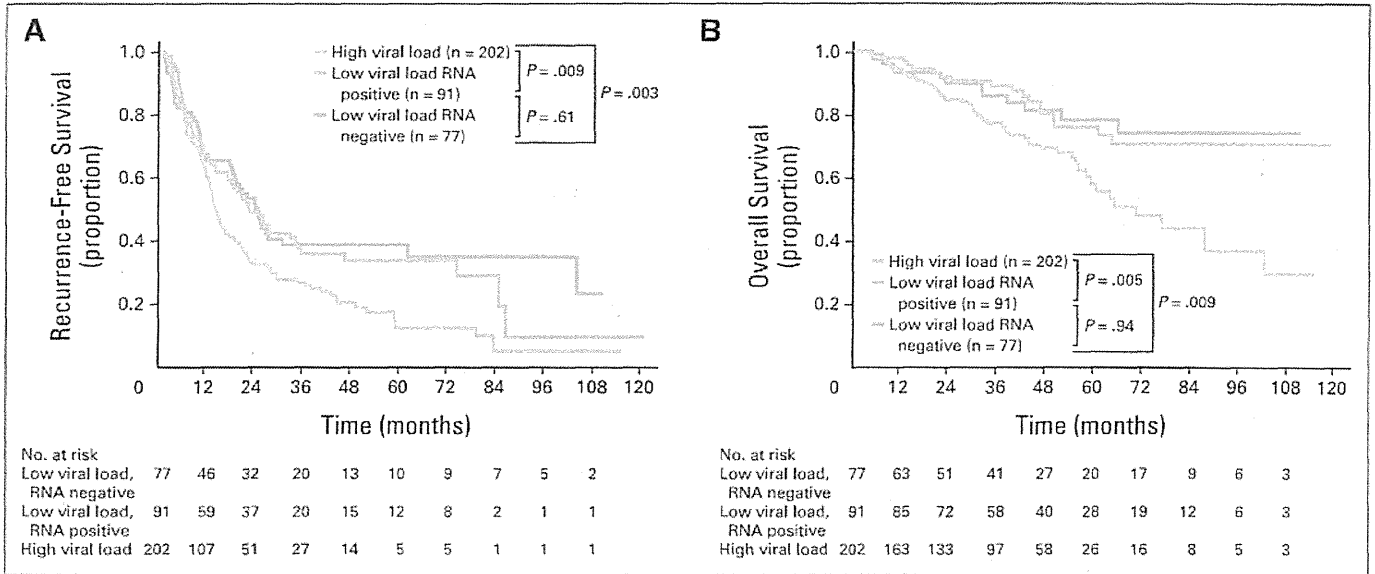 A
Recurrence-Free Survival
(proportion)
1.0
0.8
0.6
0.4
0.2
0 12 24 36 48 60 72 84 96 108 120
Time (months)
High viral load (n = 202)
Low viral load RNA
positive (n = 91)
Low viral load RNA
negative (n = 77)
P = .009
P = .61
P = .003
No. at risk
Low viral load, 77 46 32 20 13 10 9 7 5 2
RNA negative
Low viral load, 91 59 37 20 15 12 8 2 1 1
RNA positive
High viral load 202 107 51 27 14 5 5 1 1 1
B
Overall Survival
(proportion)
1.0
0.8
0.6
0.4
0.2
0 12 24 36 48 60 72 84 96 108 120
Time (months)
High viral load (n = 202)
Low viral load RNA
positive (n = 91)
Low viral load RNA
negative (n = 77)
P = .005
P = .94
P = .009
No. at risk
Low viral load, 77 63 51 41 27 20 17 9 6 3
RNA negative
Low viral load, 91 85 72 58 40 28 19 12 6 3
RNA positive
High viral load 202 163 133 97 58 26 16 8 5 3